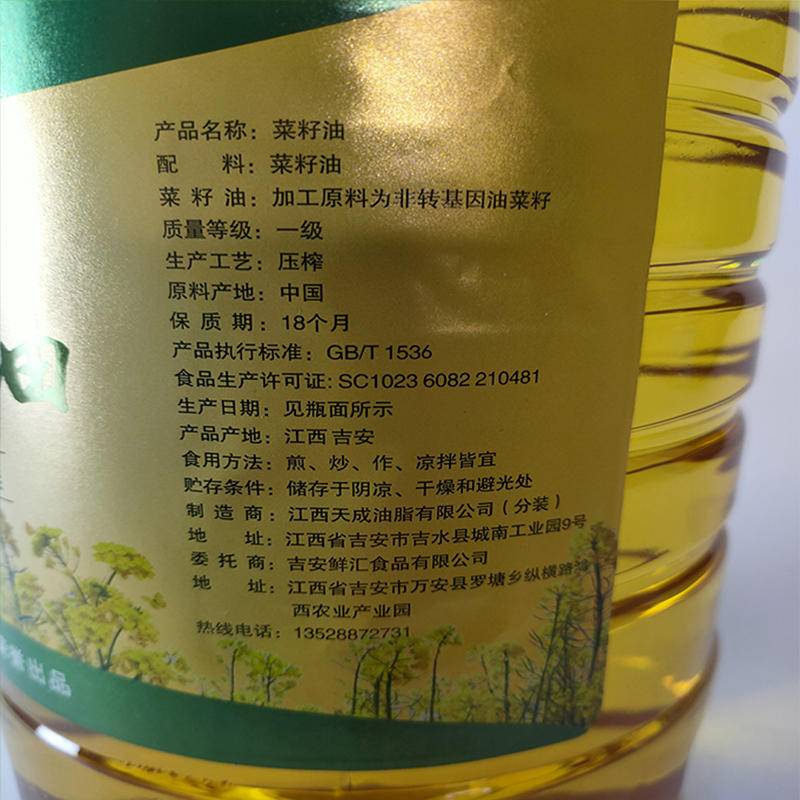 产品名称：菜籽油
配 料：菜籽油
菜 籽 油：加工原料为非转基因油菜籽
质量等级：一级
生产工艺：压榨
原料产地：中国
保 质 期：18个月
产品执行标准：GB/T 1536
食品生产许可证：SC1023 6082 210481
生产日期：见瓶面所示
产品产地：江西 吉安
食用方法：煎、炒、作、凉拌皆宜
贮存条件：储存于阴凉、干燥和避光处
制 造 商：江西天成油脂有限公司（分装）
地 址：江西省吉安市吉水县城南工业园9号
委 托 商：吉安鲜汇食品有限公司
地 址：江西省吉安市万安县罗塘乡纵横路
西农业产业园
热线电话：13528872731
出品